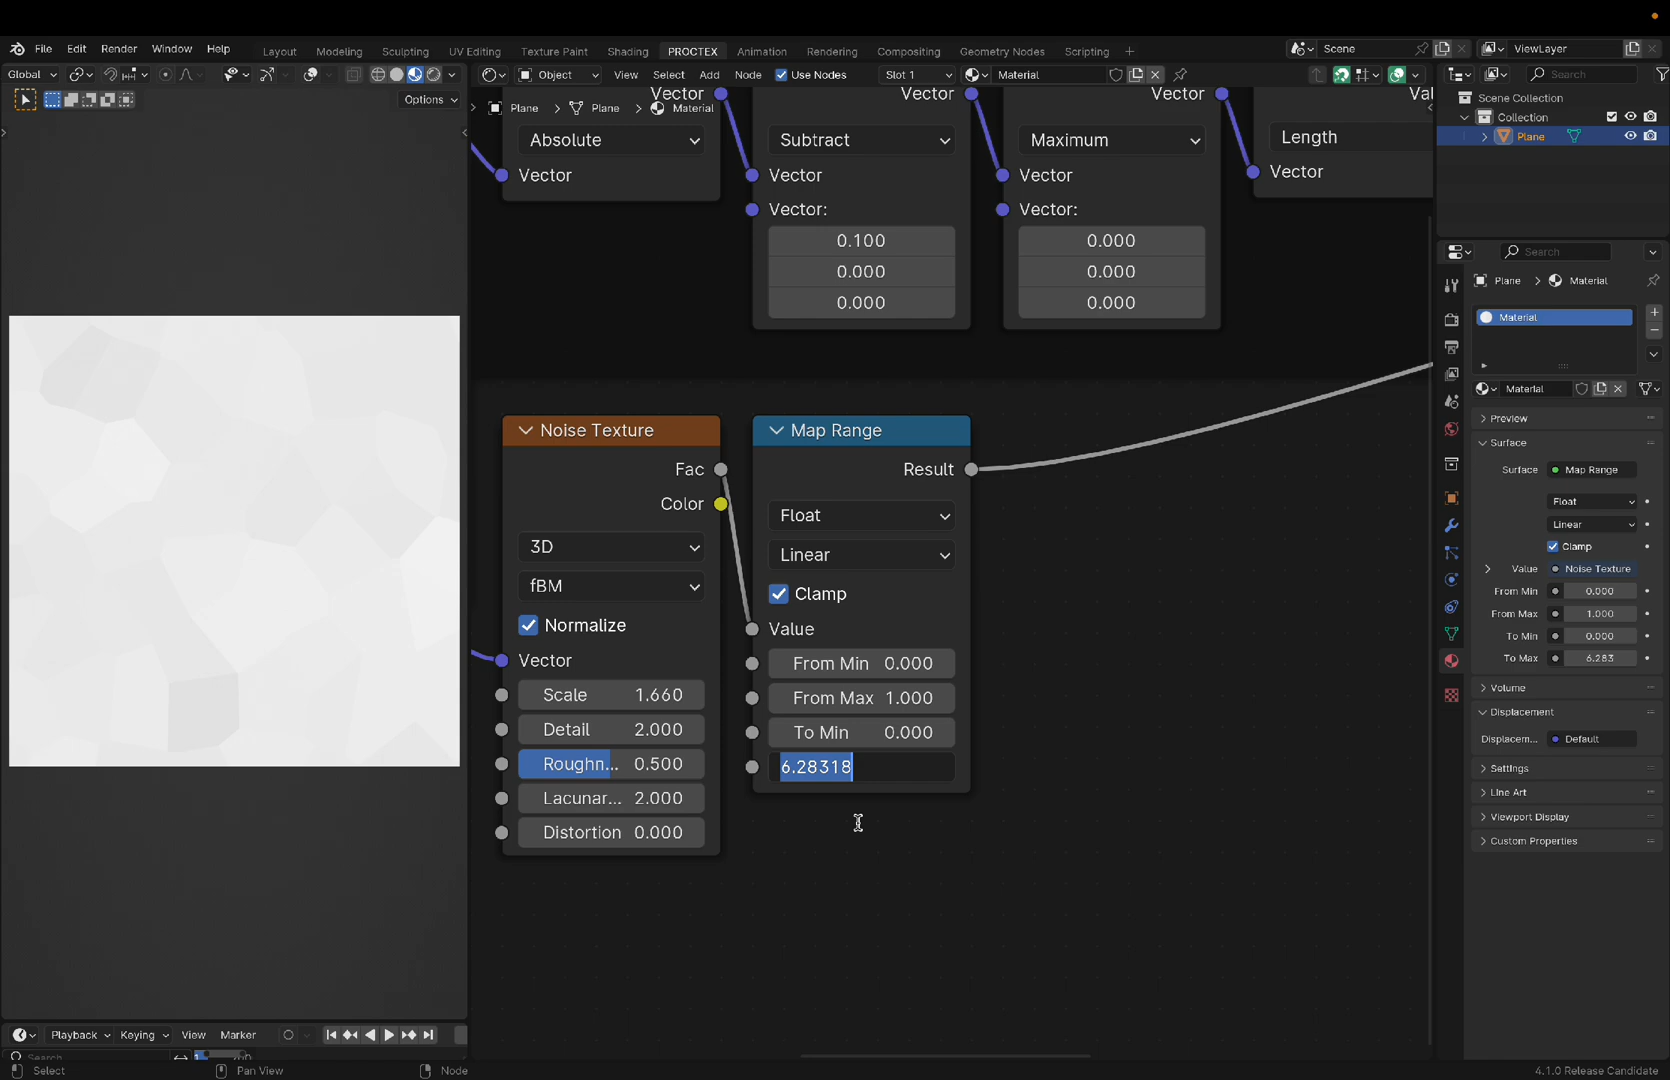 File Edit Render Window Help
Layout Modeling Sculpting UV Editing Texture Paint Shading PROCTEX Animation Rendering Compositing Geometry Nodes Scripting +
Scene
ViewLayer
Global
Options
Object View Select Add Node Use Nodes Slot 1 Material
Plane > Plane > Material
Vector
Absolute
Vector
Vector
Subtract
Vector
Vector:
0.100
0.000
0.000
Vector
Maximum
Vector
Vector:
0.000
0.000
0.000
Val
Length
Vector
Noise Texture
Fac
Color
3D
fBM
Normalize
Vector
Scale 1.660
Detail 2.000
Roughn... 0.500
Lacunar... 2.000
Distortion 0.000
Map Range
Result
Float
Linear
Clamp
Value
From Min 0.000
From Max 1.000
To Min 0.000
6.28318
Search
Scene Collection
Collection
Plane
Search
Plane > Material
Material
Material
Preview
Surface
Surface Map Range
Float
Linear
Clamp
Value Noise Texture
From Min 0.000
From Max 1.000
To Min 0.000
To Max 6.283
Volume
Displacement
Displacem... Default
Settings
Line Art
Viewport Display
Custom Properties
Playback Keying View Marker
Search
Select Pan View Node
4.1.0 Release Candidate